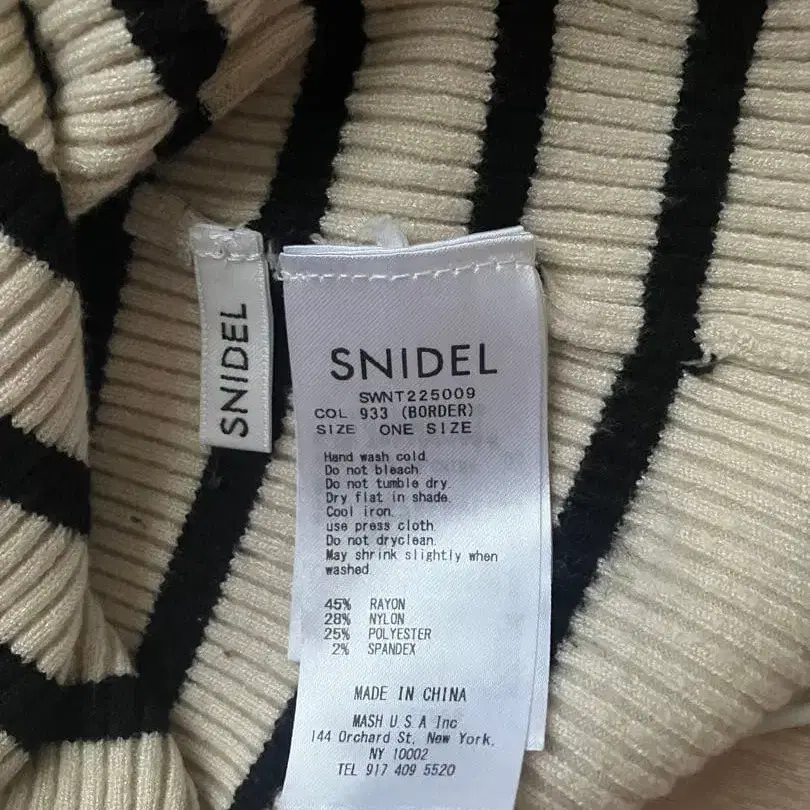 SNIDEL
SNIDEL
SWNT225009
COL 933 (BORDER)
SIZE ONE SIZE
Hand wash cold.
Do not bleach.
Do not tumble dry.
Dry flat in shade.
Cool iron.
use press cloth.
Do not dryclean.
May shrink slightly when
washed.
45% RAYON
28% NYLON
25% POLYESTER
2% SPANDEX
MADE IN CHINA
MASH U S A Inc
144 Orchard St, New York,
NY 10002
TEL 917 409 5520